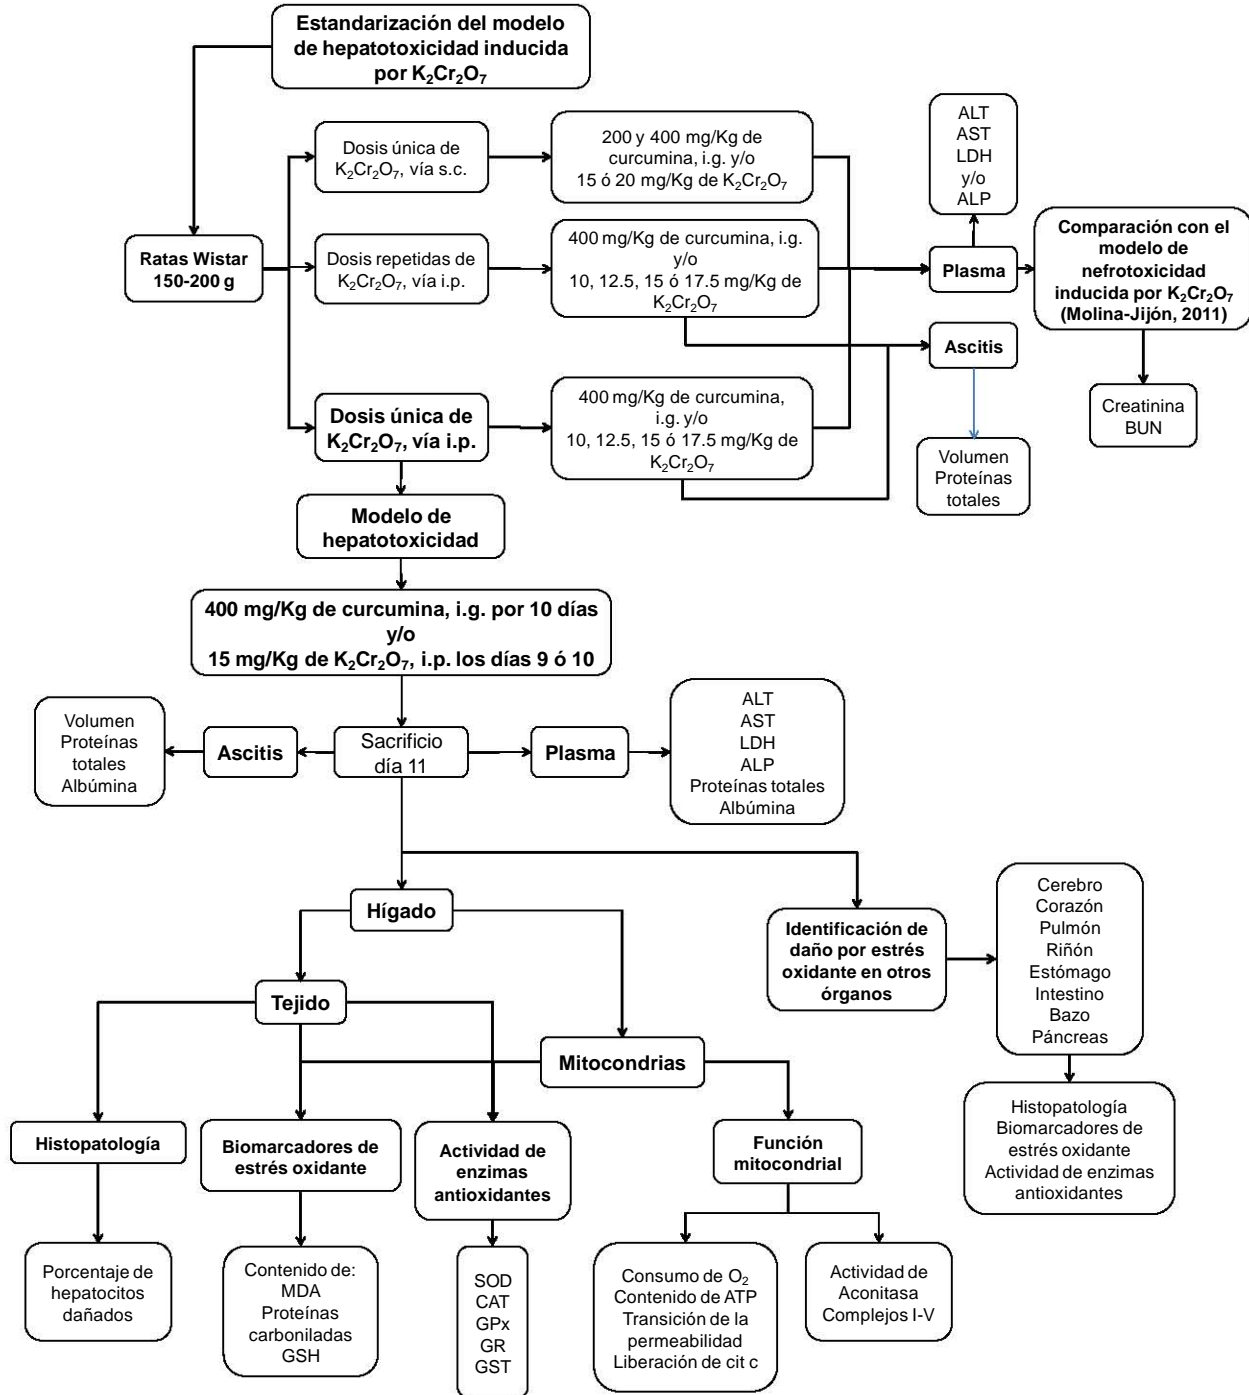 Estandarización del modelo
de hepatotoxicidad inducida
por K₂Cr₂O₇
Dosis única de
K₂Cr₂O₇, vía s.c.
200 y 400 mg/Kg de
curcumina, i.g. y/o
15 ó 20 mg/Kg de K₂Cr₂O₇
ALT
AST
LDH
y/o
ALP
Ratas Wistar
150-200 g
Dosis repetidas de
K₂Cr₂O₇, vía i.p.
400 mg/Kg de curcumina, i.g.
y/o
10, 12.5, 15 ó 17.5 mg/Kg de
K₂Cr₂O₇
Plasma
Comparación con el
modelo de
nefrotoxicidad
inducida por K₂Cr₂O₇
(Molina-Jijón, 2011)
Ascitis
Creatinina
BUN
Dosis única de
K₂Cr₂O₇, vía i.p.
400 mg/Kg de curcumina,
i.g. y/o
10, 12.5, 15 ó 17.5 mg/Kg de
K₂Cr₂O₇
Volumen
Proteínas
totales
Modelo de
hepatotoxicidad
400 mg/Kg de curcumina, i.g. por 10 días
y/o
15 mg/Kg de K₂Cr₂O₇, i.p. los días 9 ó 10
Volumen
Proteínas
totales
Albúmina
Ascitis
Sacrificio
día 11
Plasma
ALT
AST
LDH
ALP
Proteínas totales
Albúmina
Hígado
Identificación de
daño por estrés
oxidante en otros
órganos
Cerebro
Corazón
Pulmón
Riñón
Estómago
Intestino
Bazo
Páncreas
Tejido
Mitocondrias
Histopatología
Biomarcadores de
estrés oxidante
Actividad de
enzimas
antioxidantes
Función
mitocondrial
Histopatología
Biomarcadores de
estrés oxidante
Actividad de enzimas
antioxidantes
Porcentaje de
hepatocitos
dañados
Contenido de:
MDA
Proteínas
carboniladas
GSH
SOD
CAT
GPx
GR
GST
Consumo de O₂
Contenido de ATP
Transición de la
permeabilidad
Liberación de cit c
Actividad de
Aconitasa
Complejos I-V